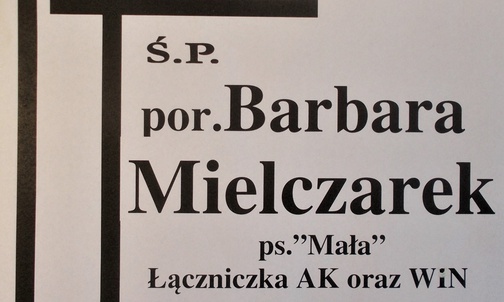 Ś.P.
por.Barbara
Mielczarek
ps."Mała"
Łączniczka AK oraz WiN